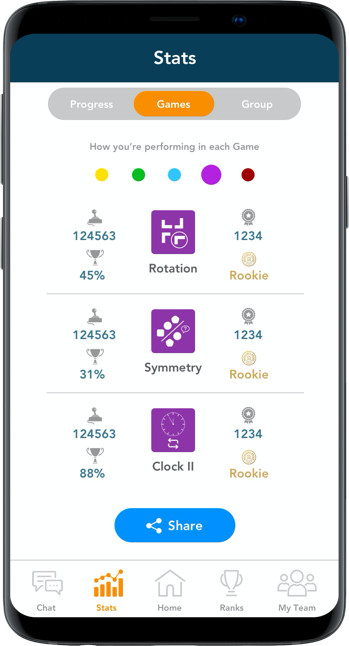 Stats
Progress Games Group
How you're performing in each Game
124563 1234
45% Rotation Rookie
124563 1234
31% Symmetry Rookie
124563 1234
88% Clock II Rookie
Share
Chat Stats Home Ranks My Team